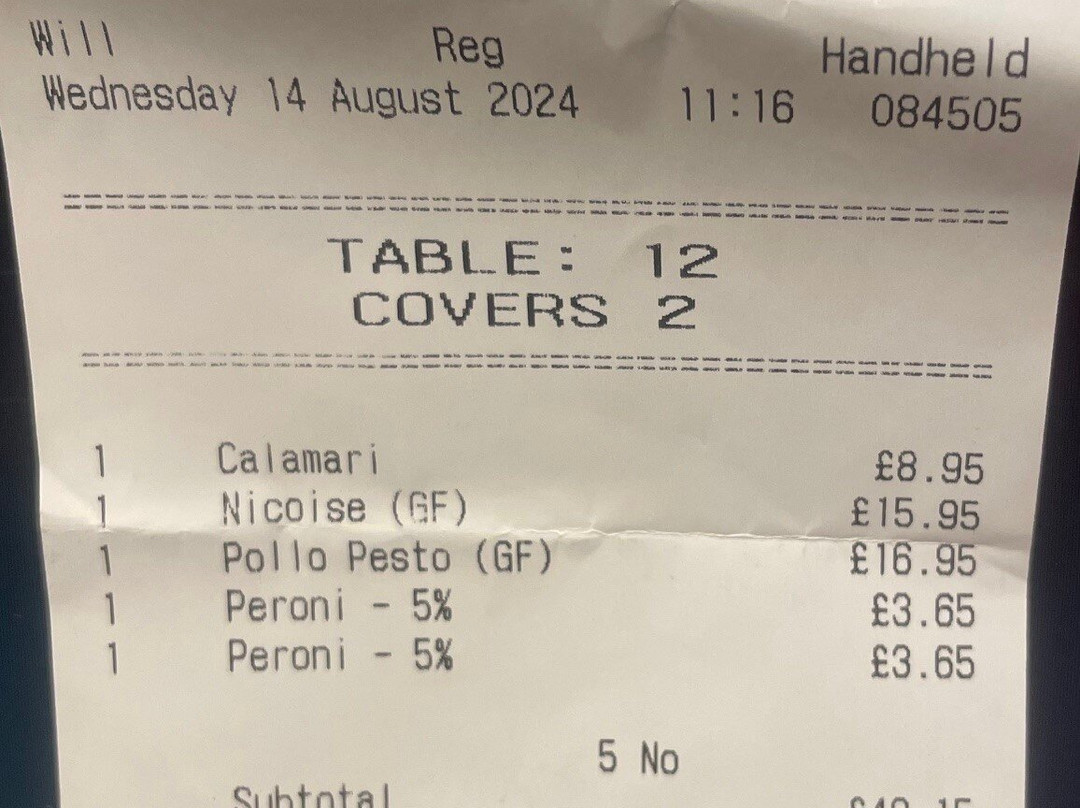 Will Reg Handheld
Wednesday 14 August 2024 11:16 084505
TABLE: 12
COVERS 2
1 Calamari £8.95
1 Nicoise (GF) £15.95
1 Pollo Pesto (GF) £16.95
1 Peroni - 5% £3.65
1 Peroni - 5% £3.65
5 No
Subtotal £49.15